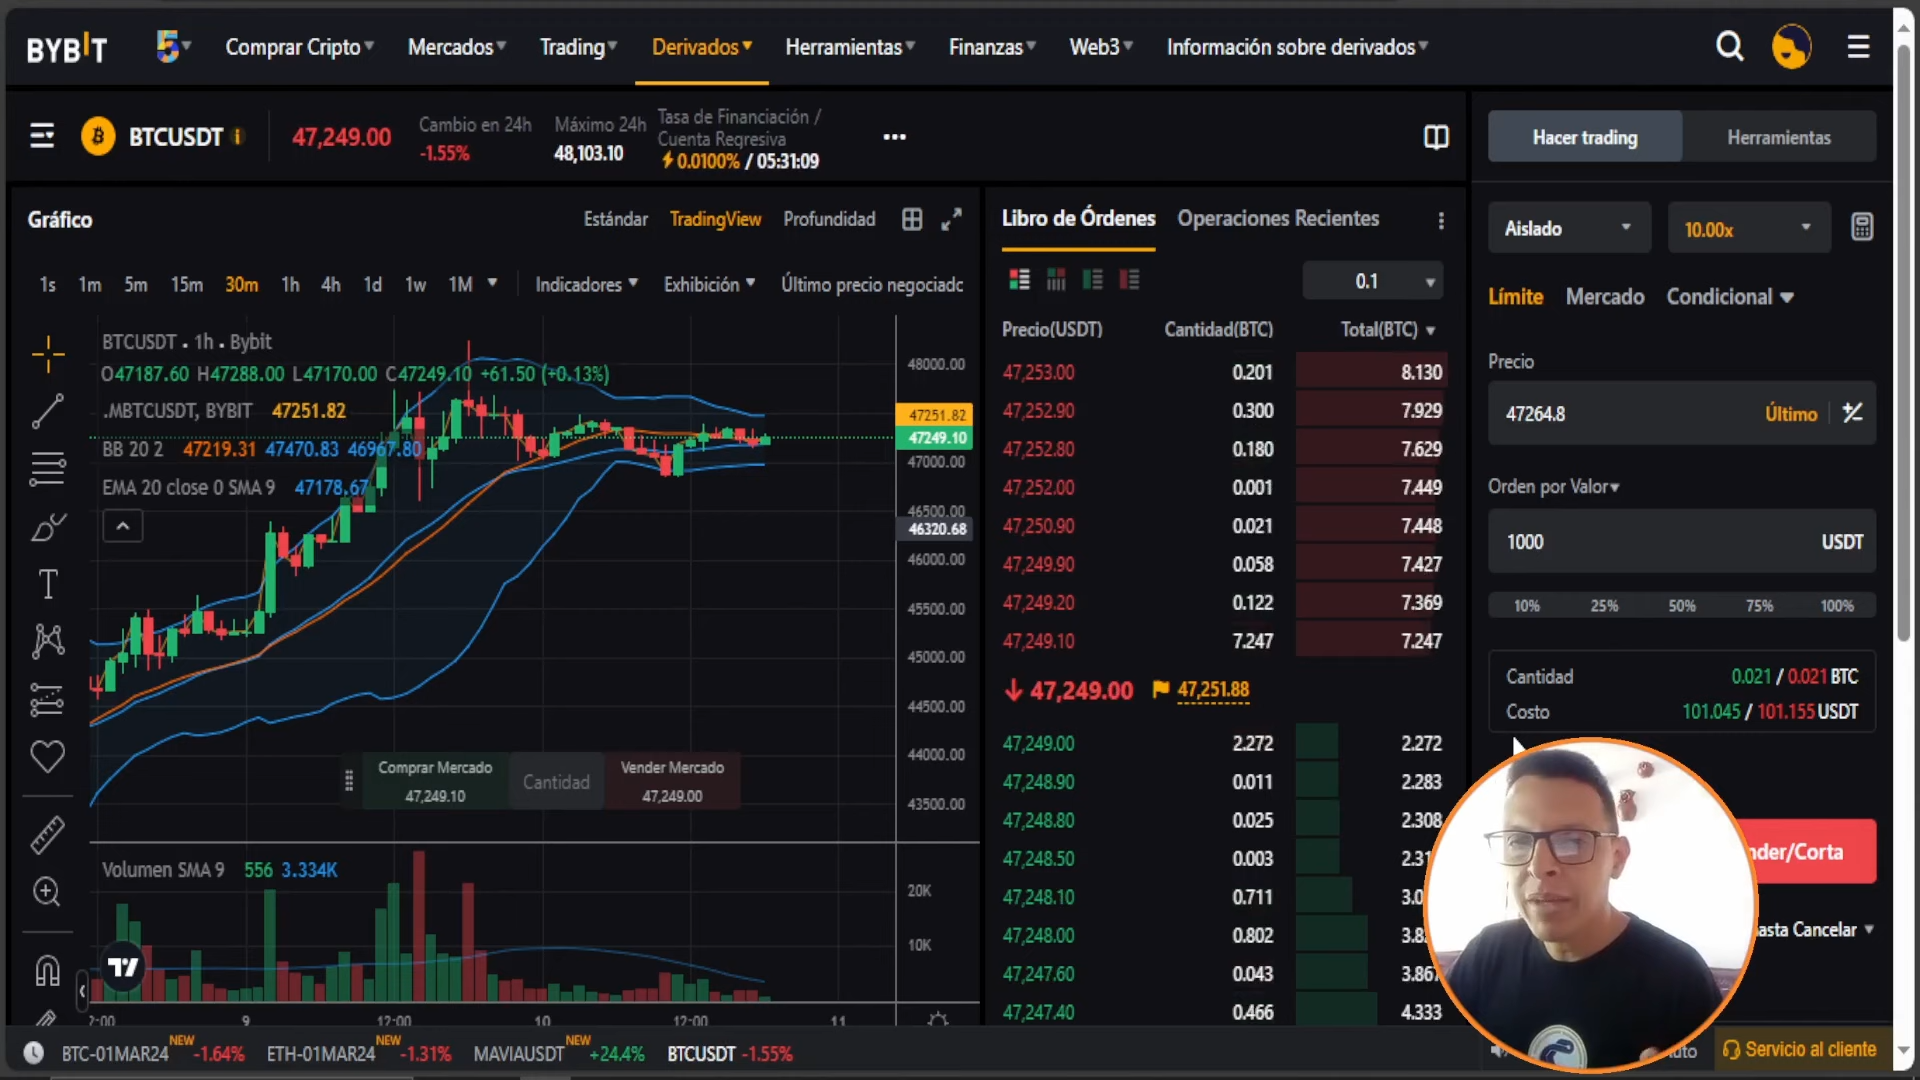 BYBIT
Comprar Cripto
Mercados
Trading
Derivados
Herramientas
Finanzas
Web3
Información sobre derivados
BTCUSDT
47,249.00
Cambio en 24h
-1.55%
Máximo 24h
48,103.10
Tasa de Financiación /
Cuenta Regresiva
0.0100% / 05:31:09
Hacer trading
Herramientas
Gráfico
Estándar
TradingView
Profundidad
1s 1m 5m 15m 30m 1h 4h 1d 1w 1M
Indicadores
Exhibición
Último precio negociado
BTCUSDT . 1h . Bybit
O47187.60 H47288.00 L47170.00 C47249.10 +61.50 (+0.13%)
.MBTCUSDT, BYBIT 47251.82
BB 20 2 47219.31 47470.83 46967.80
EMA 20 close 0 SMA 9 47178.67
48000.00
47251.82
47249.10
47000.00
46500.00
46320.68
46000.00
45500.00
45000.00
44500.00
44000.00
43500.00
Comprar Mercado
47,249.10
Cantidad
Vender Mercado
47,249.00
Volumen SMA 9 556 3.334K
20K
10K
2:00 9 12:00 10 12:00 11
Libro de Órdenes
Operaciones Recientes
0.1
Precio(USDT) Cantidad(BTC) Total(BTC)
47,253.00 0.201 8.130
47,252.90 0.300 7.929
47,252.80 0.180 7.629
47,252.00 0.001 7.449
47,250.90 0.021 7.448
47,249.90 0.058 7.427
47,249.20 0.122 7.369
47,249.10 7.247 7.247
47,249.00 47,251.88
47,249.00 2.272 2.272
47,248.90 0.011 2.283
47,248.80 0.025 2.308
47,248.50 0.003 2.31
47,248.10 0.711 3.0
47,248.00 0.802 3.8
47,247.60 0.043 3.867
47,247.40 0.466 4.333
Aislado
10.00x
Límite
Mercado
Condicional
Precio
47264.8
Último
Orden por Valor
1000
USDT
10% 25% 50% 75% 100%
Cantidad 0.021 / 0.021 BTC
Costo 101.045 / 101.155 USDT
nder/Corta
asta Cancelar
BTC-01MAR24 NEW -1.64%
ETH-01MAR24 NEW -1.31%
MAVIAUSDT NEW +24.4%
BTCUSDT -1.55%
uto
Servicio al cliente